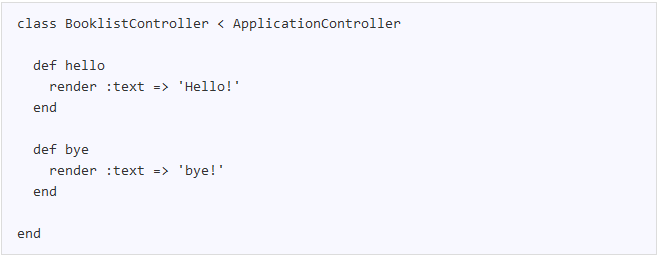 class BooklistController < ApplicationController
def hello
render :text => 'Hello!'
end
def bye
render :text => 'bye!'
end
end